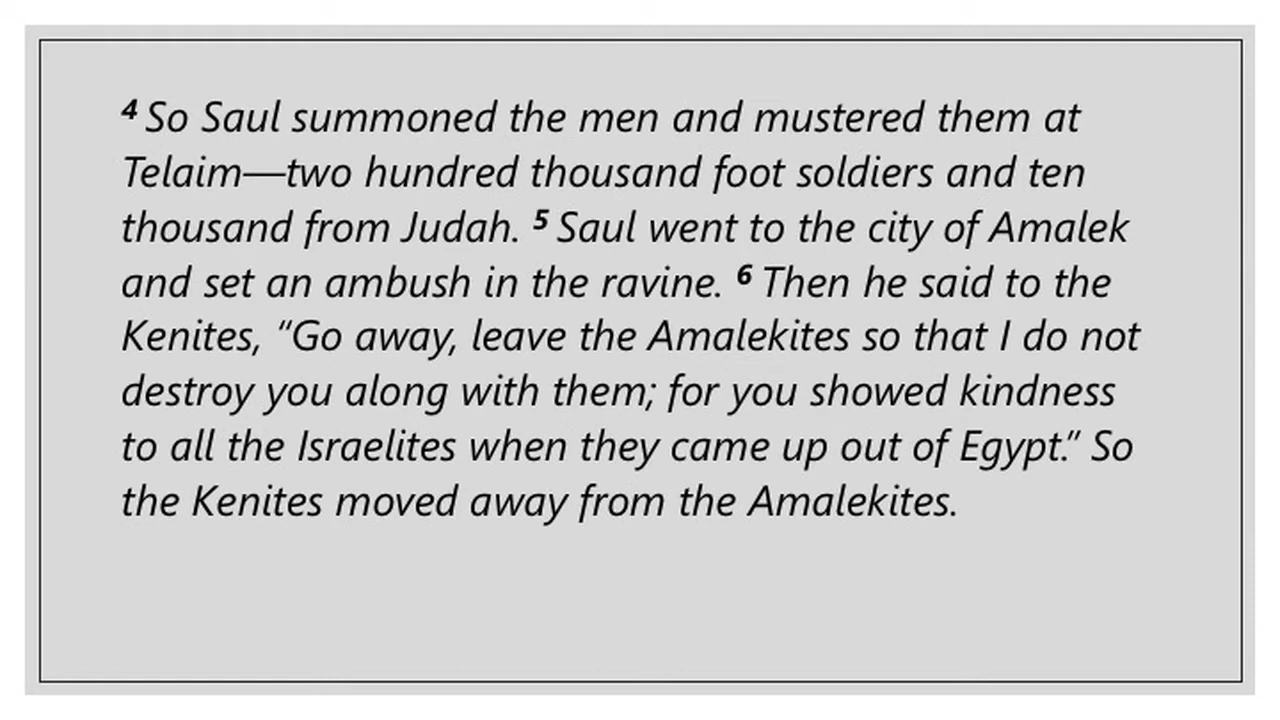 4 So Saul summoned the men and mustered them at
Telaim—two hundred thousand foot soldiers and ten
thousand from Judah. 5 Saul went to the city of Amalek
and set an ambush in the ravine. 6 Then he said to the
Kenites, “Go away, leave the Amalekites so that I do not
destroy you along with them; for you showed kindness
to all the Israelites when they came up out of Egypt.” So
the Kenites moved away from the Amalekites.